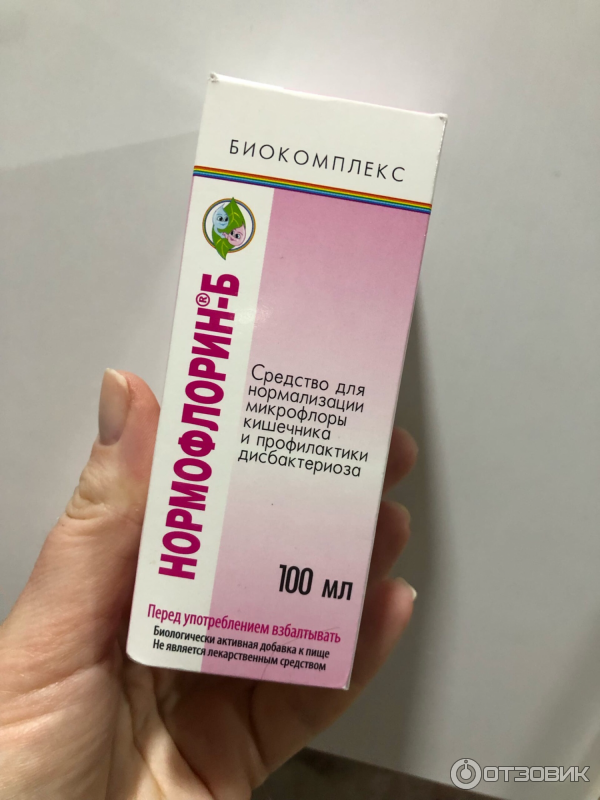 БИОКОМПЛЕКС
НОРМОФЛОРИН®-Б
Средство для
нормализации
микрофлоры
кишечника
и профилактики
дисбактериоза
100 мл
Перед употреблением взбалтывать
Биологически активная добавка к пище
Не является лекарственным средством
ОТЗОВИК